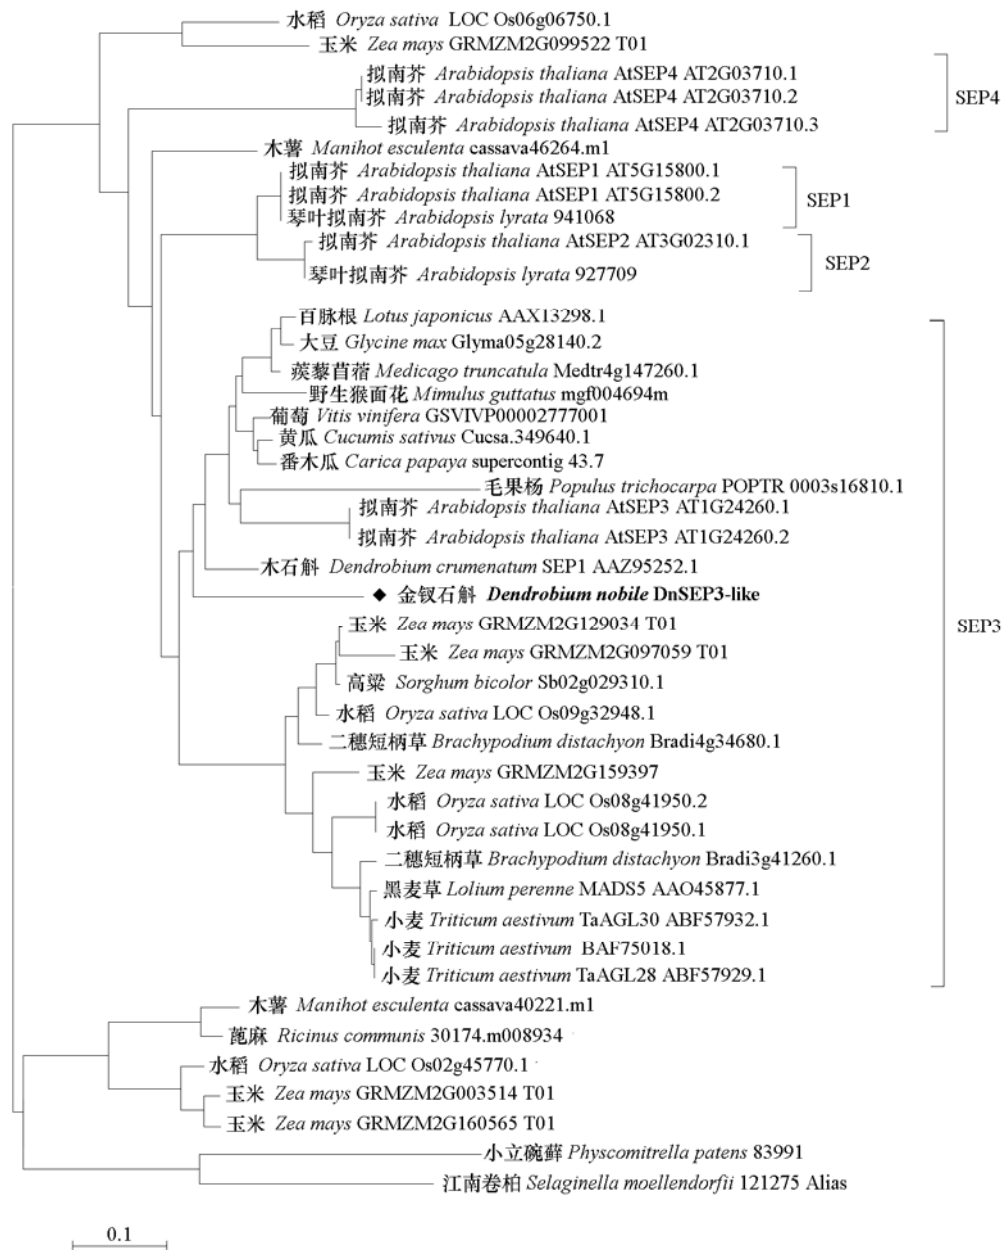 水稻 Oryza sativa LOC Os06g06750.1
玉米 Zea mays GRMZM2G099522 T01
拟南芥 Arabidopsis thaliana AtSEP4 AT2G03710.1
拟南芥 Arabidopsis thaliana AtSEP4 AT2G03710.2
SEP4
拟南芥 Arabidopsis thaliana AtSEP4 AT2G03710.3
木薯 Manihot esculenta cassava46264.m1
拟南芥 Arabidopsis thaliana AtSEP1 AT5G15800.1
拟南芥 Arabidopsis thaliana AtSEP1 AT5G15800.2
SEP1
琴叶拟南芥 Arabidopsis lyrata 941068
拟南芥 Arabidopsis thaliana AtSEP2 AT3G02310.1
SEP2
琴叶拟南芥 Arabidopsis lyrata 927709
百脉根 Lotus japonicus AAX13298.1
大豆 Glycine max Glyma05g28140.2
蒺藜苜蓿 Medicago truncatula Medtr4g147260.1
野生猴面花 Mimulus guttatus mgf004694m
葡萄 Vitis vinifera GSVIVP00002777001
黄瓜 Cucumis sativus Cucsa.349640.1
番木瓜 Carica papaya supercontig 43.7
毛果杨 Populus trichocarpa POPTR 0003s16810.1
拟南芥 Arabidopsis thaliana AtSEP3 AT1G24260.1
拟南芥 Arabidopsis thaliana AtSEP3 AT1G24260.2
木石斛 Dendrobium crumenatum SEP1 AAZ95252.1
◆ 金钗石斛 Dendrobium nobile DnSEP3-like
玉米 Zea mays GRMZM2G129034 T01
SEP3
玉米 Zea mays GRMZM2G097059 T01
高粱 Sorghum bicolor Sb02g029310.1
水稻 Oryza sativa LOC Os09g32948.1
二穗短柄草 Brachypodium distachyon Bradi4g34680.1
玉米 Zea mays GRMZM2G159397
水稻 Oryza sativa LOC Os08g41950.2
水稻 Oryza sativa LOC Os08g41950.1
二穗短柄草 Brachypodium distachyon Bradi3g41260.1
黑麦草 Lolium perenne MADS5 AAO45877.1
小麦 Triticum aestivum TaAGL30 ABF57932.1
小麦 Triticum aestivum BAF75018.1
小麦 Triticum aestivum TaAGL28 ABF57929.1
木薯 Manihot esculenta cassava40221.m1
蓖麻 Ricinus communis 30174.m008934
水稻 Oryza sativa LOC Os02g45770.1
玉米 Zea mays GRMZM2G003514 T01
玉米 Zea mays GRMZM2G160565 T01
小立碗藓 Physcomitrella patens 83991
江南卷柏 Selaginella moellendorfii 121275 Alias
0.1